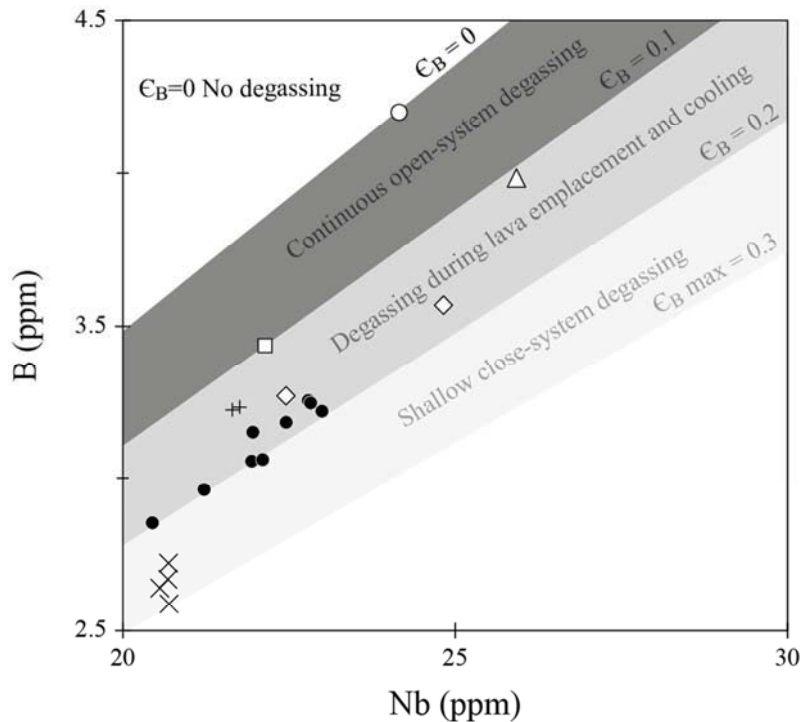 4.5
ЄB = 0
ЄB=0 No degassing
Continuous open-system degassing
ЄB = 0.1
Degassing during lava emplacement and cooling
ЄB = 0.2
Shallow close-system degassing
ЄB max = 0.3
3.5
B (ppm)
2.5
20
25
30
Nb (ppm)